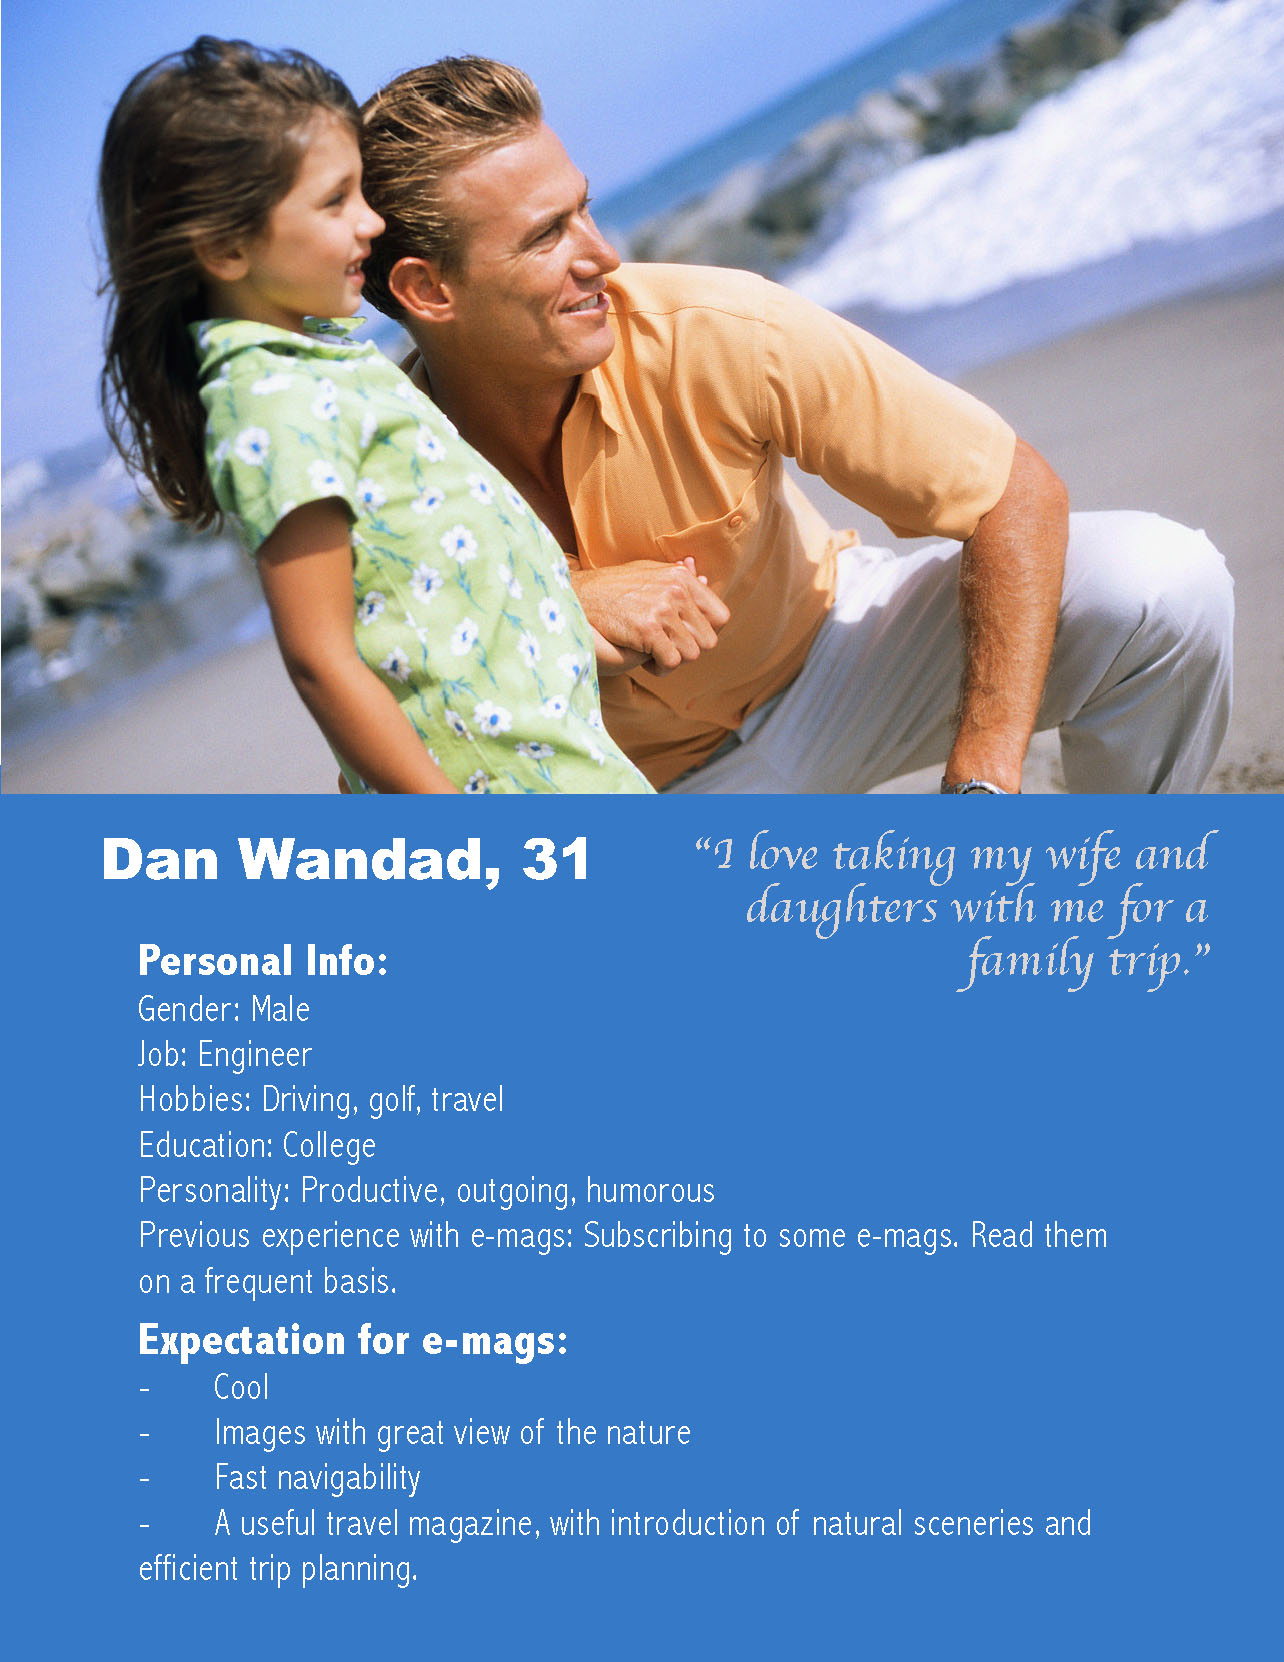 Dan Wandad, 31
“I love taking my wife and
daughters with me for a
family trip.”
Personal Info:
Gender: Male
Job: Engineer
Hobbies: Driving, golf, travel
Education: College
Personality: Productive, outgoing, humorous
Previous experience with e-mags: Subscribing to some e-mags. Read them
on a frequent basis.
Expectation for e-mags:
- Cool
- Images with great view of the nature
- Fast navigability
- A useful travel magazine, with introduction of natural sceneries and
efficient trip planning.